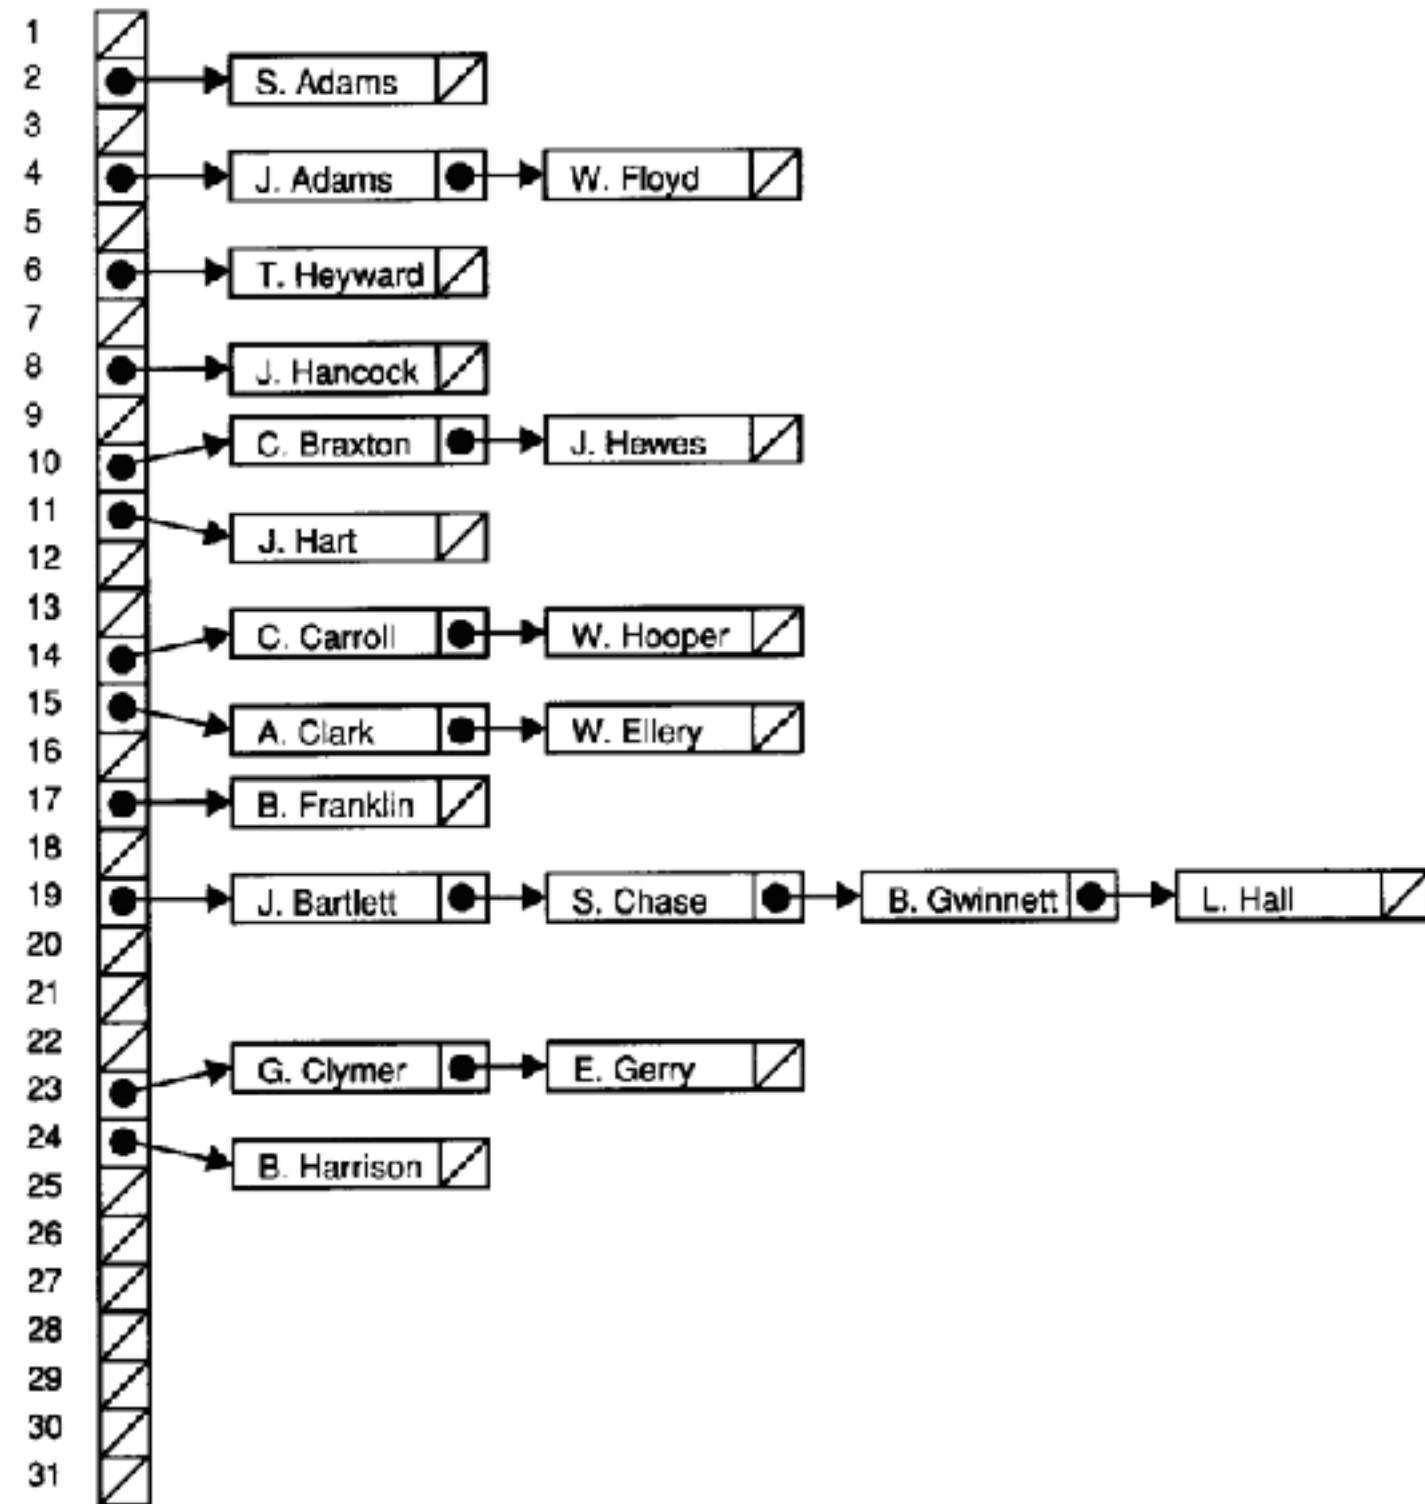 1
2 S. Adams
3
4 J. Adams W. Floyd
5
6 T. Heyward
7
8 J. Hancock
9
10 C. Braxton J. Hewes
11 J. Hart
12
13
14 C. Carroll W. Hooper
15 A. Clark W. Ellery
16
17 B. Franklin
18
19 J. Bartlett S. Chase B. Gwinnett L. Hall
20
21
22
23 G. Clymer E. Gerry
24 B. Harrison
25
26
27
28
29
30
31